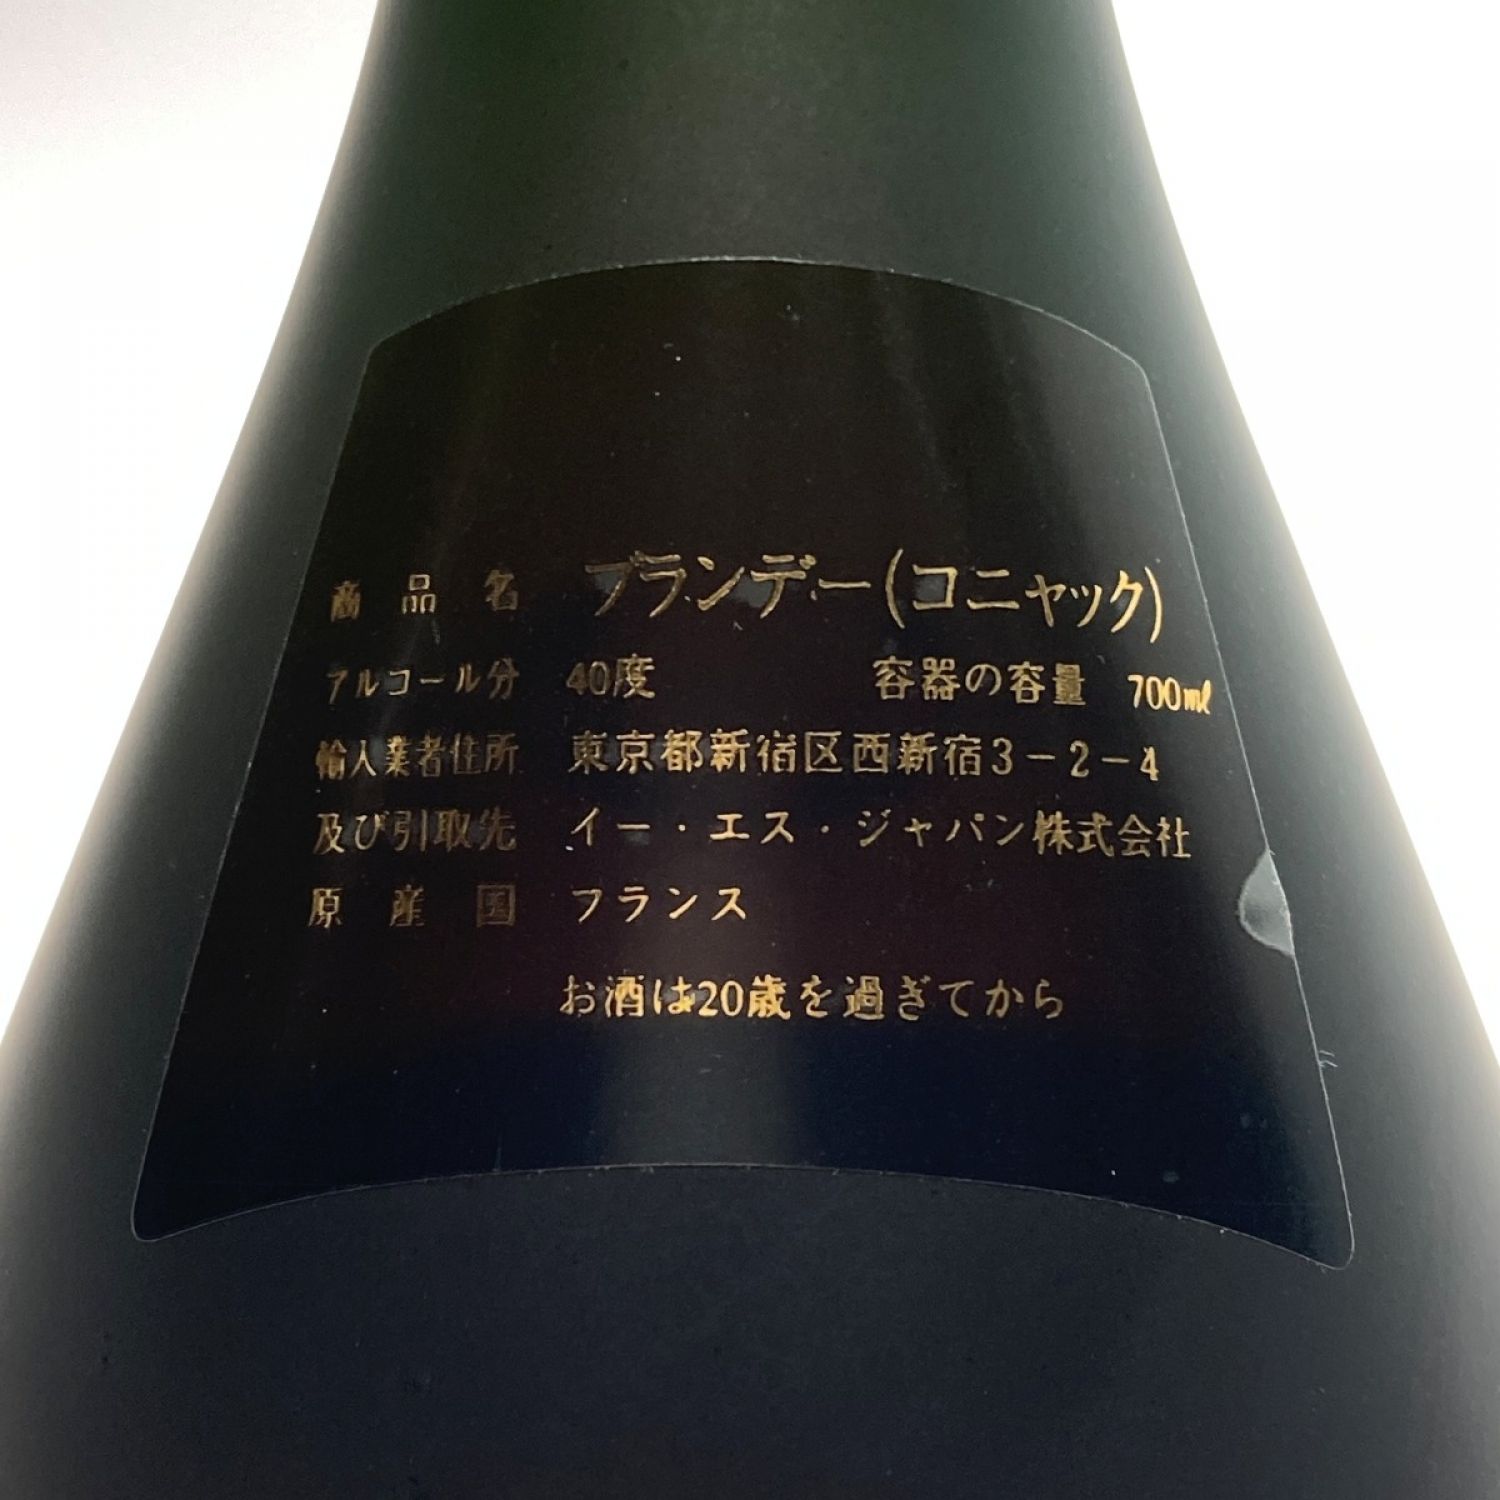 商品名 ブランデー(コニャック)
アルコール分 40度 容器の容量 700ml
輸入業者住所 東京都新宿区西新宿3-2-4
及び引取先 イー・エス・ジャパン株式会社
原産国 フランス
お酒は20歳を過ぎてから